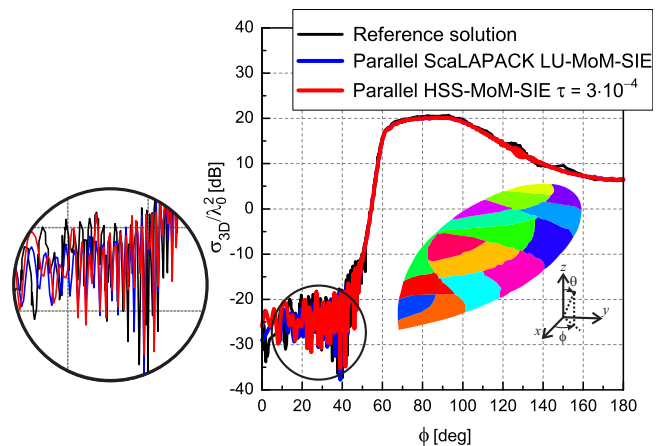 Reference solution
Parallel ScaLAPACK LU-MoM-SIE
Parallel HSS-MoM-SIE τ = 3·10⁻⁴
σ3D/λ0² [dB]
40
30
20
10
0
-10
-20
-30
-40
0 20 40 60 80 100 120 140 160 180
ϕ [deg]
z
θ
y
x
ϕ